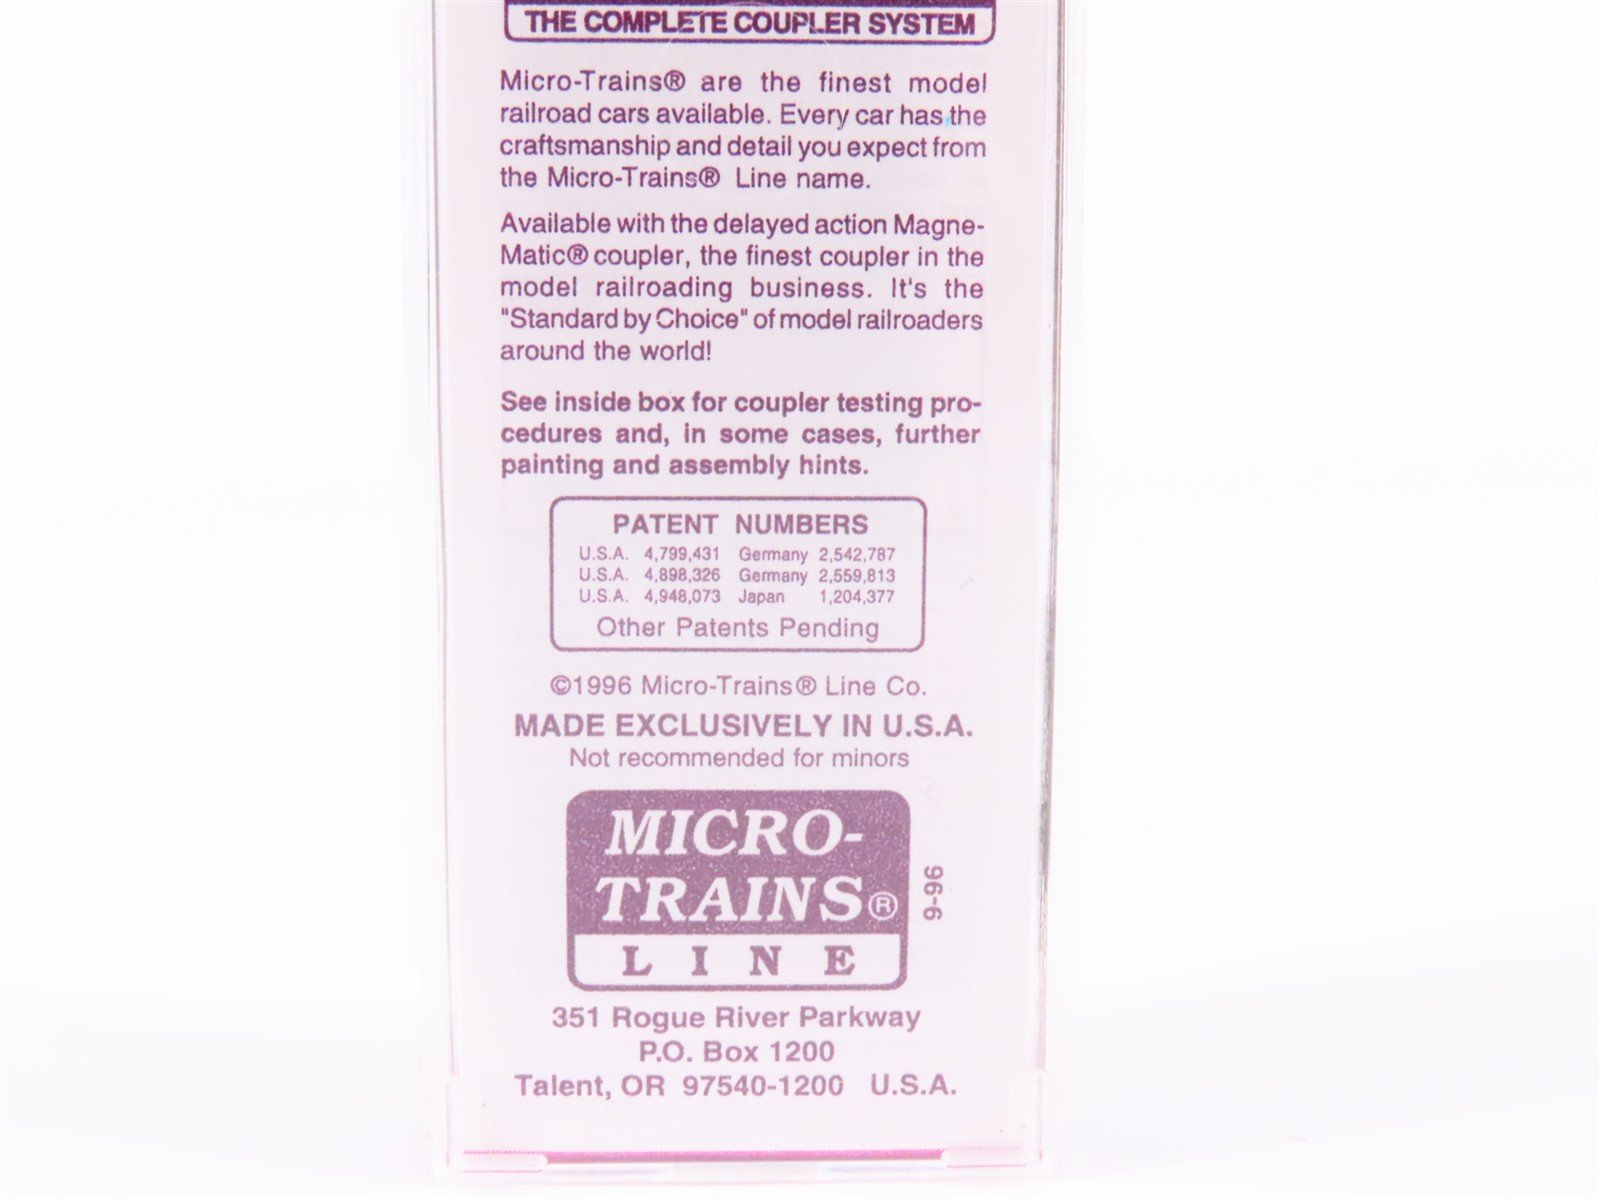 THE COMPLETE COUPLER SYSTEM
Micro-Trains® are the finest model
railroad cars available. Every car has the
craftsmanship and detail you expect from
the Micro-Trains® Line name.
Available with the delayed action Magne-
Matic® coupler, the finest coupler in the
model railroading business. It's the
"Standard by Choice" of model railroaders
around the world!
See inside box for coupler testing pro-
cedures and, in some cases, further
painting and assembly hints.
PATENT NUMBERS
U.S.A. 4,799,431 Germany 2,542,787
U.S.A. 4,898,326 Germany 2,559,813
U.S.A. 4,948,073 Japan 1,204,377
Other Patents Pending
©1996 Micro-Trains® Line Co.
MADE EXCLUSIVELY IN U.S.A.
Not recommended for minors
MICRO-
TRAINS®
LINE
9-96
351 Rogue River Parkway
P.O. Box 1200
Talent, OR 97540-1200 U.S.A.